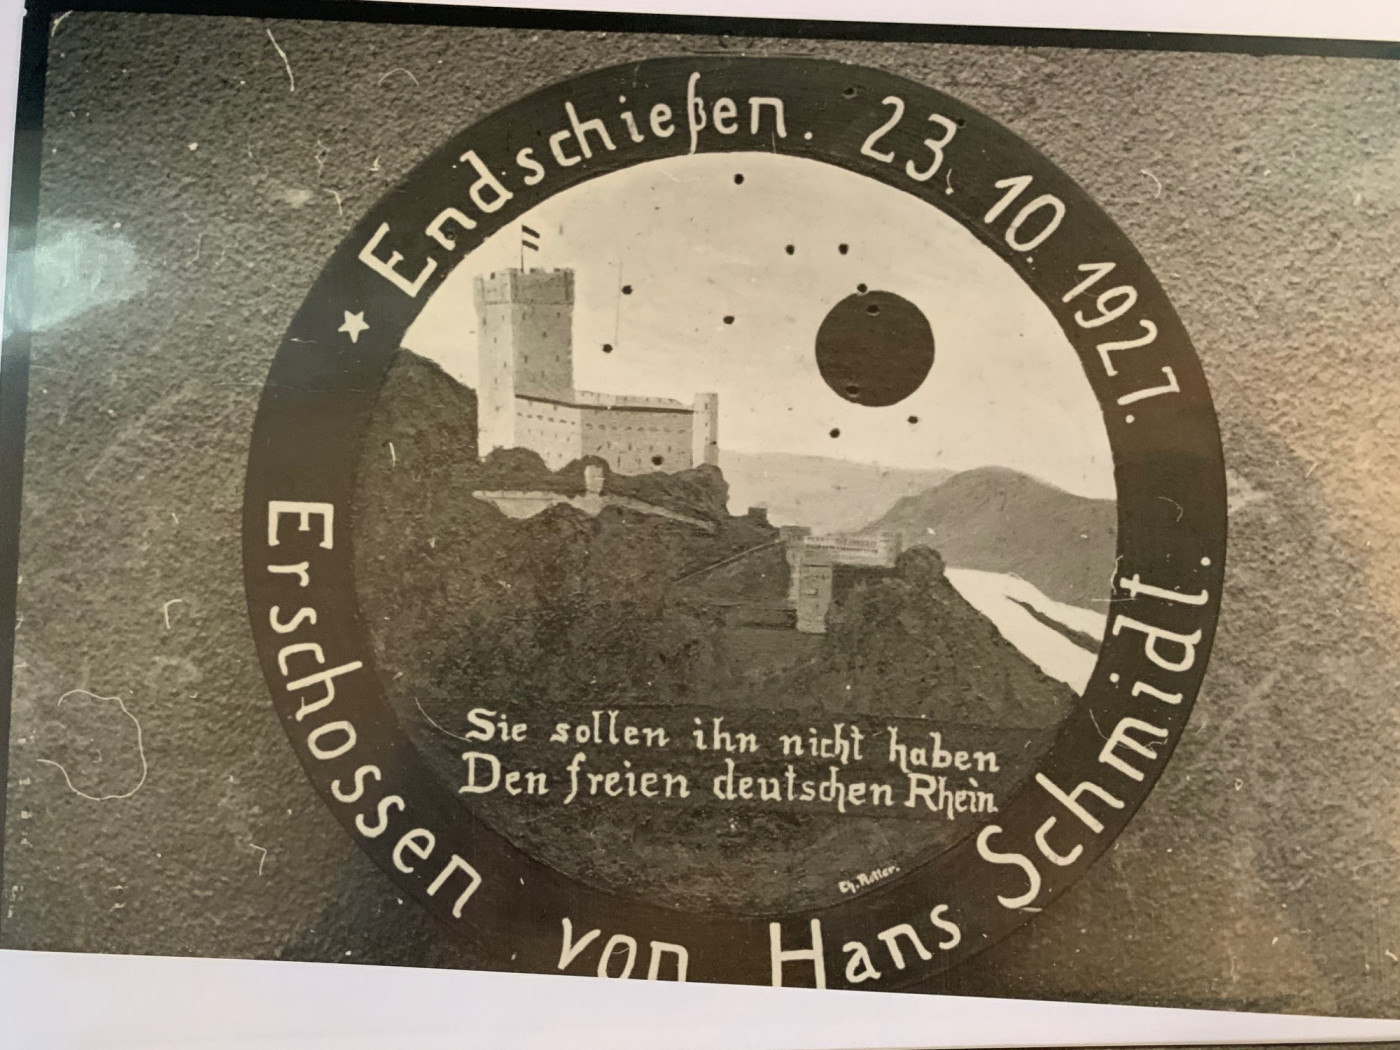 ★ Endschießen. 23. 10. 1927.
Erschossen von Hans Schmidt.
Sie sollen ihn nicht haben
Den freien deutschen Rhein